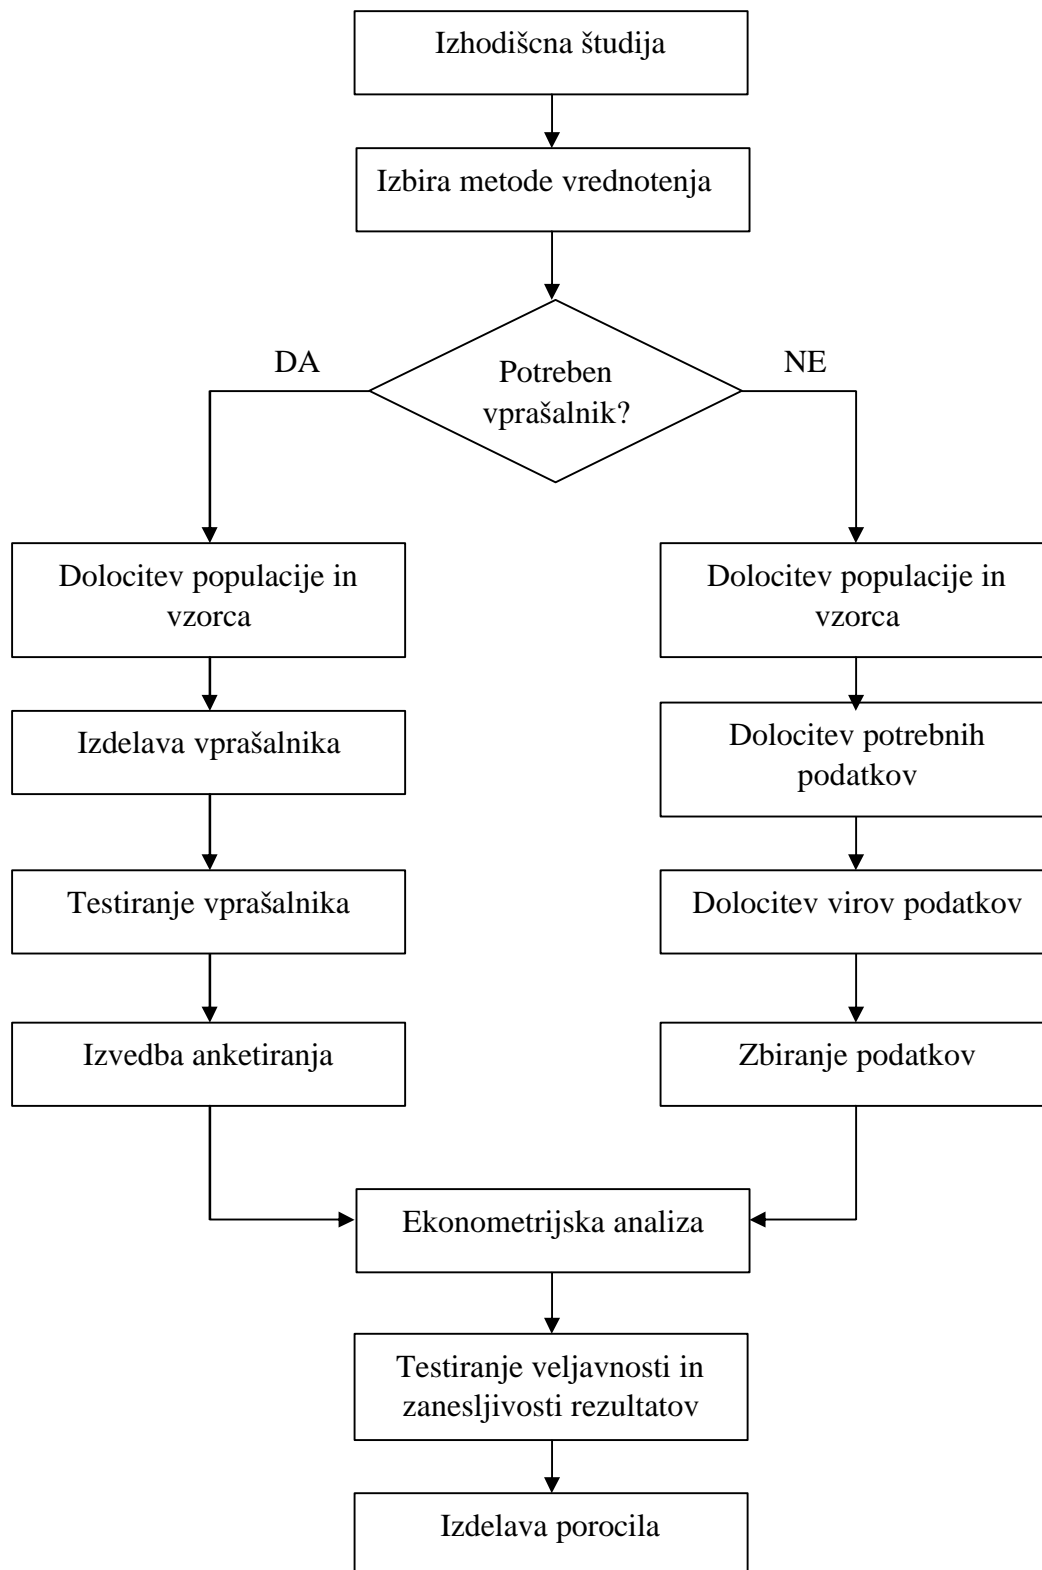 Izhodišcna študija
Izbira metode vrednotenja
DA
NE
Potreben
vprašalnik?
Dolocitev populacije in
vzorca
Izdelava vprašalnika
Testiranje vprašalnika
Izvedba anketiranja
Dolocitev populacije in
vzorca
Dolocitev potrebnih
podatkov
Dolocitev virov podatkov
Zbiranje podatkov
Ekonometrijska analiza
Testiranje veljavnosti in
zanesljivosti rezultatov
Izdelava porocila